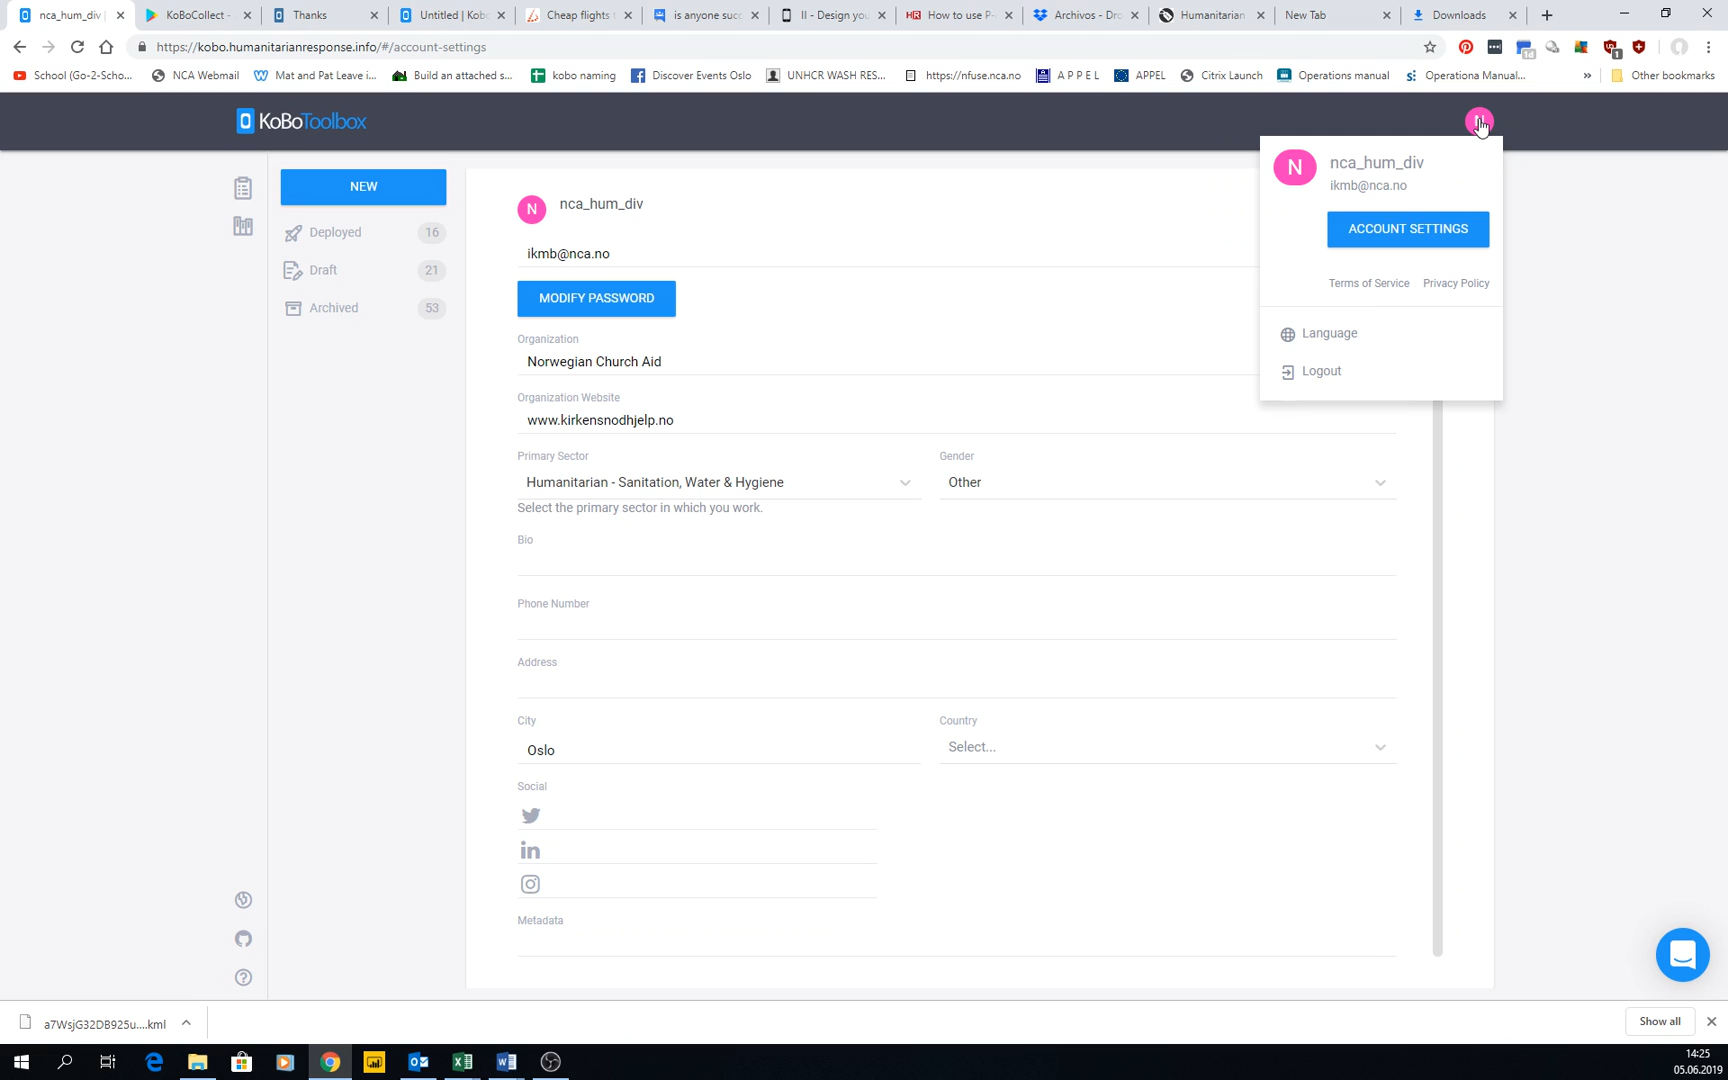 nca_hum_div
KoBoCollect -
Thanks
Untitled | Kobo
Cheap flights
is anyone succ
II - Design you
How to use P
Archivos - Dro
Humanitarian
New Tab
Downloads
https://kobo.humanitarianresponse.info/#/account-settings
School (Go-2-Scho...
NCA Webmail
Mat and Pat Leave i...
Build an attached s...
kobo naming
Discover Events Oslo
UNHCR WASH RES...
https://nfuse.nca.no
A P P E L
APPEL
Citrix Launch
Operations manual
Operationa Manual...
»
Other bookmarks
KoBoToolbox
N
nca_hum_div
ikmb@nca.no
ACCOUNT SETTINGS
Terms of Service
Privacy Policy
Language
Logout
NEW
Deployed 16
Draft 21
Archived 53
N
nca_hum_div
ikmb@nca.no
MODIFY PASSWORD
Organization
Norwegian Church Aid
Organization Website
www.kirkensnodhjelp.no
Primary Sector
Humanitarian - Sanitation, Water & Hygiene
Select the primary sector in which you work.
Gender
Other
Bio
Phone Number
Address
City
Oslo
Country
Select...
Social
Metadata
a7WsjG32DB925u....kml
Show all
14:25
05.06.2019